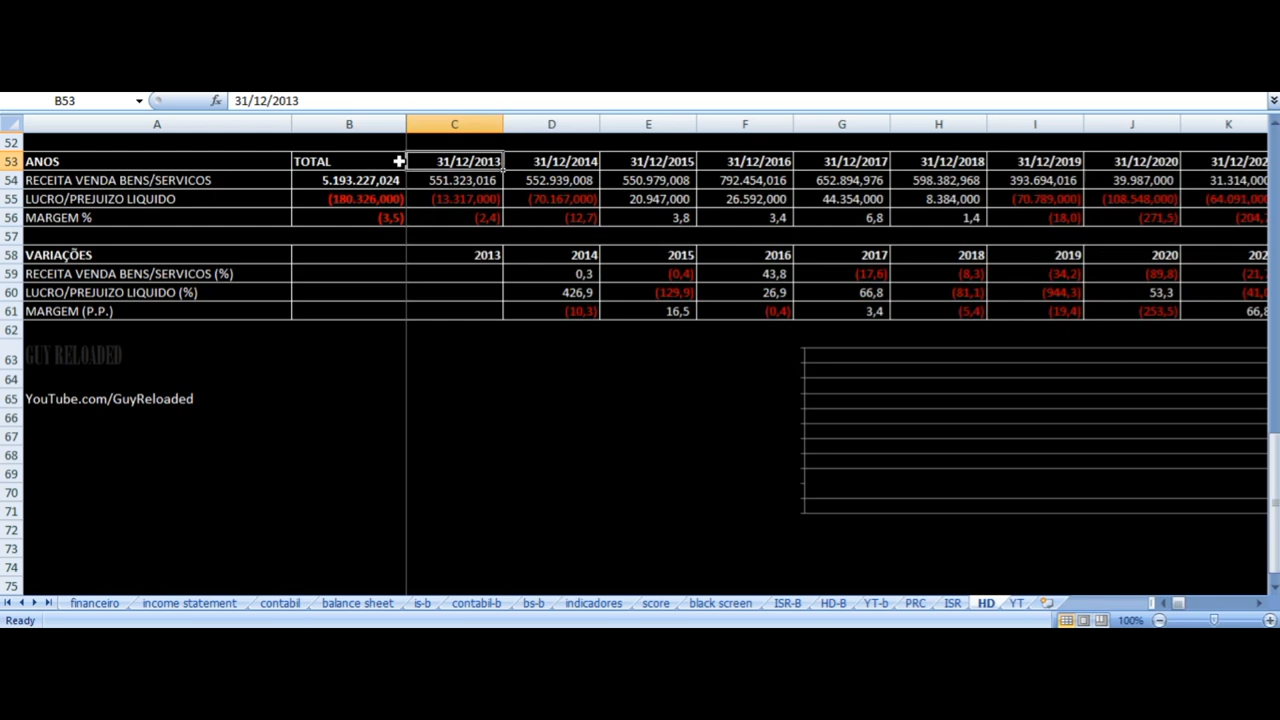 B53 fx 31/12/2013
A B C D E F G H I J K
52
53 ANOS TOTAL 31/12/2013 31/12/2014 31/12/2015 31/12/2016 31/12/2017 31/12/2018 31/12/2019 31/12/2020 31/12/202
54 RECEITA VENDA BENS/SERVICOS 5.193.227,024 551.323,016 552.939,008 550.979,008 792.454,016 652.894,976 598.382,968 393.694,016 39.987,000 31.314,000
55 LUCRO/PREJUIZO LIQUIDO (180.326,000) (13.317,000) (70.167,000) 20.947,000 26.592,000 44.354,000 8.384,000 (70.789,000) (108.548,000) (64.091,000
56 MARGEM % (3,5) (2,4) (12,7) 3,8 3,4 6,8 1,4 (18,0) (271,5) (204,
57
58 VARIAÇÕES 2013 2014 2015 2016 2017 2018 2019 2020 202
59 RECEITA VENDA BENS/SERVICOS (%) 0,3 (0,4) 43,8 (17,6) (8,3) (34,2) (89,8) (21,
60 LUCRO/PREJUIZO LIQUIDO (%) 426,9 (129,9) 26,9 66,8 (81,1) (944,3) 53,3 (41,
61 MARGEM (P.P.) (10,3) 16,5 (0,4) 3,4 (5,4) (19,4) (253,5) 66,8
62
63 GUY RELOADED
64
65 YouTube.com/GuyReloaded
66
67
68
69
70
71
72
73
74
75
financeiro income statement contabil balance sheet is-b contabil-b bs-b indicadores score black screen ISR-B HD-B YT-b PRC ISR HD YT
Ready 100%